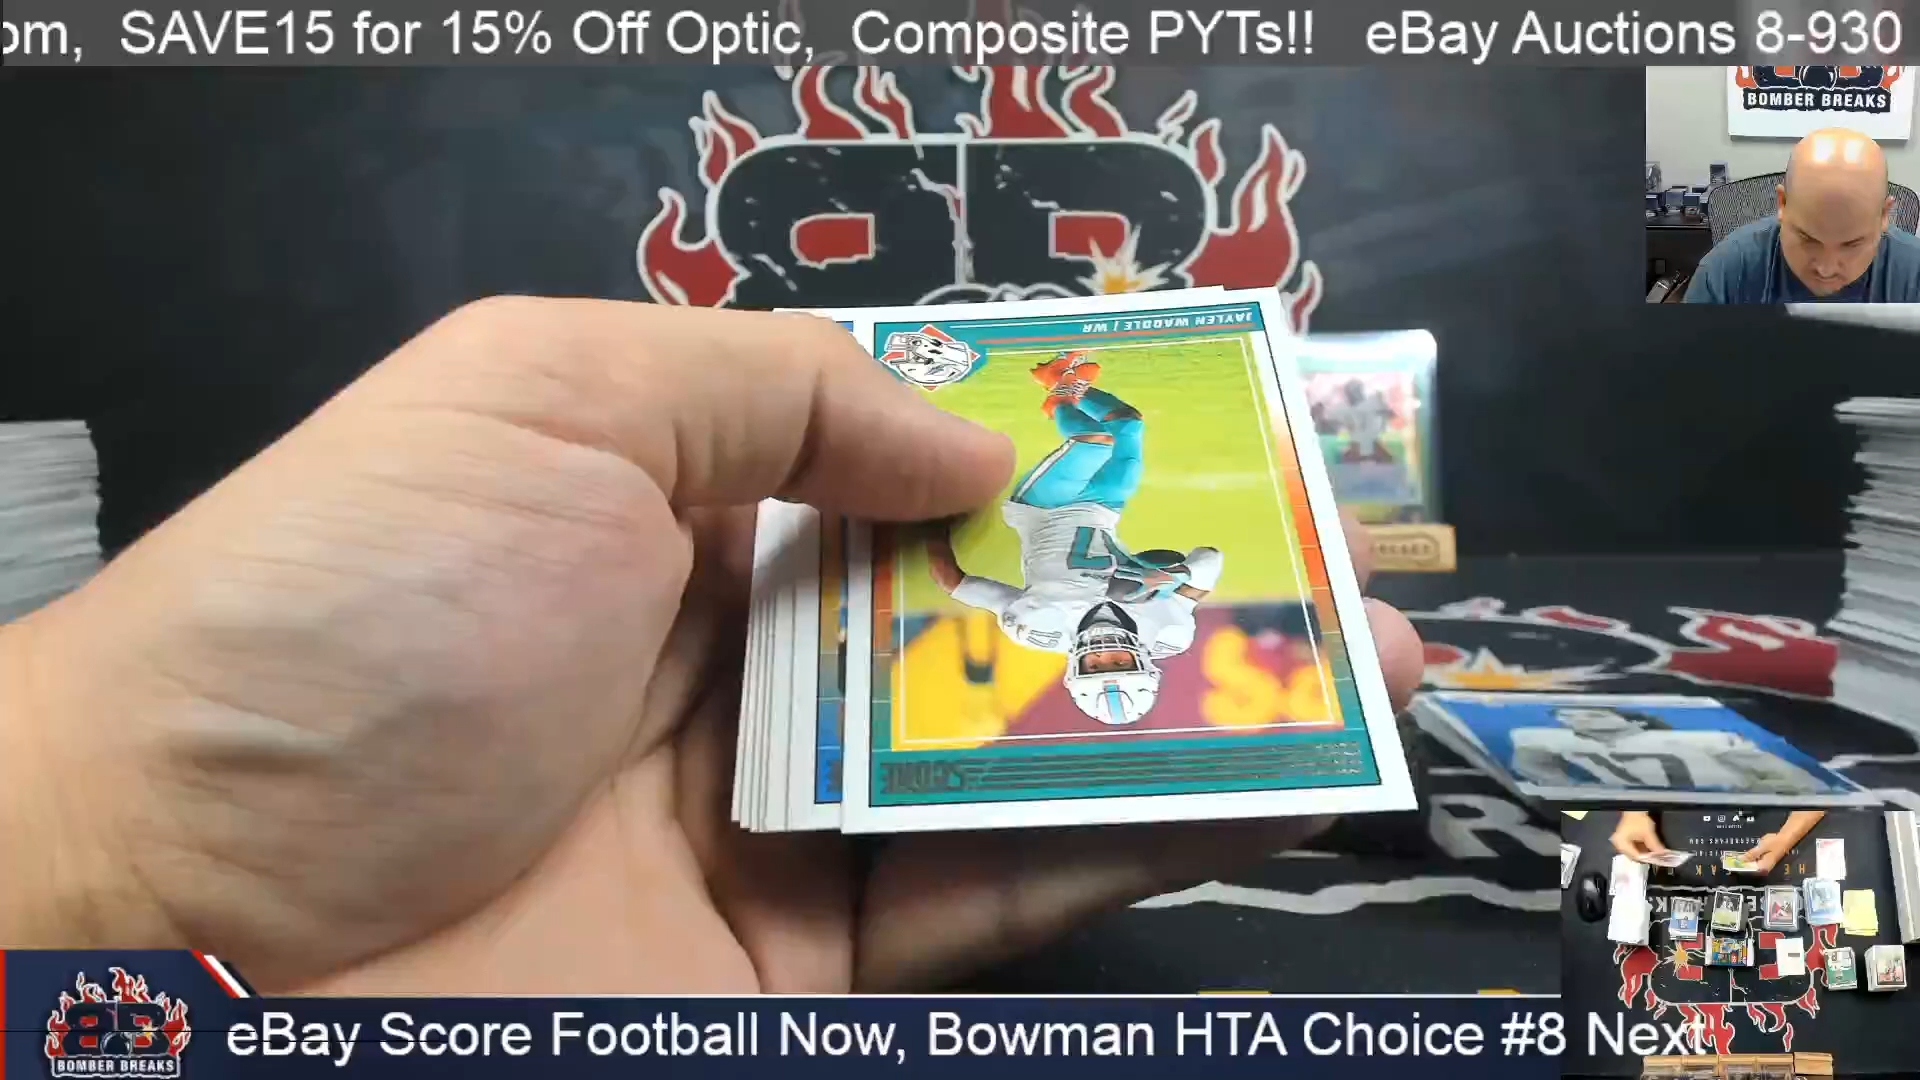 om, SAVE15 for 15% Off Optic, Composite PYTs!! eBay Auctions 8-930
BOMBER BREAKS
JAYLEN WADDLE | WR
17
SCORE
eBay Score Football Now, Bowman HTA Choice #8 Next
BOMBER BREAKS